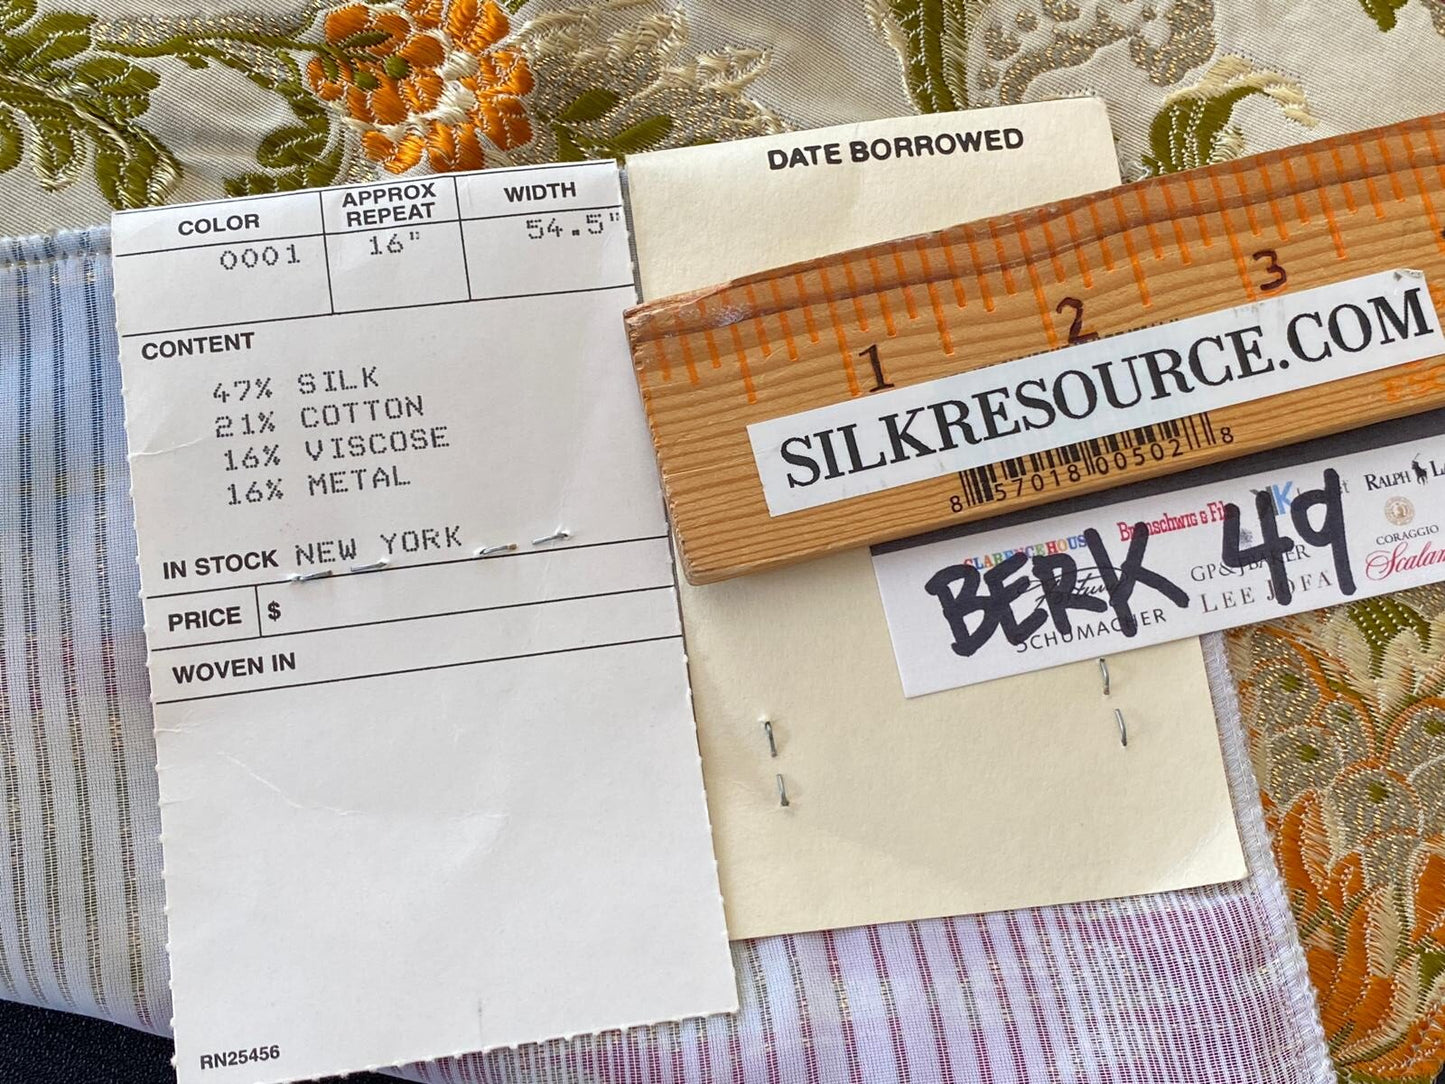 COLOR
APPROX
REPEAT
WIDTH
0001
16"
54.5"
CONTENT
47% SILK
21% COTTON
16% VISCOSE
16% METAL
IN STOCK NEW YORK
PRICE $
WOVEN IN
RN25456
DATE BORROWED
1 2 3
SILKRESOURCE.COM
8 57018 00502 8
BERK 49
CLARENCE HOUSE
RALPH
CORAGGIO
GP&J BAKER
LEE JOFA
SCHUMACHER